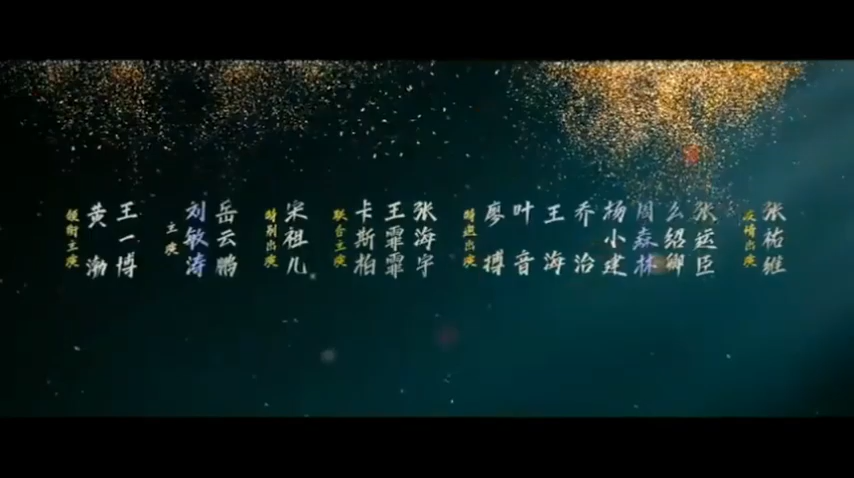 领衔主演
黄渤
王一博
主演
刘敏涛
岳云鹏
特别出演
宋祖儿
联合主演
卡斯柏
王霏霏
张海宇
特邀出演
廖搏
叶音
王海
乔治
杨小建
周森林
么绍卿
张运臣
友情出演
张祐维